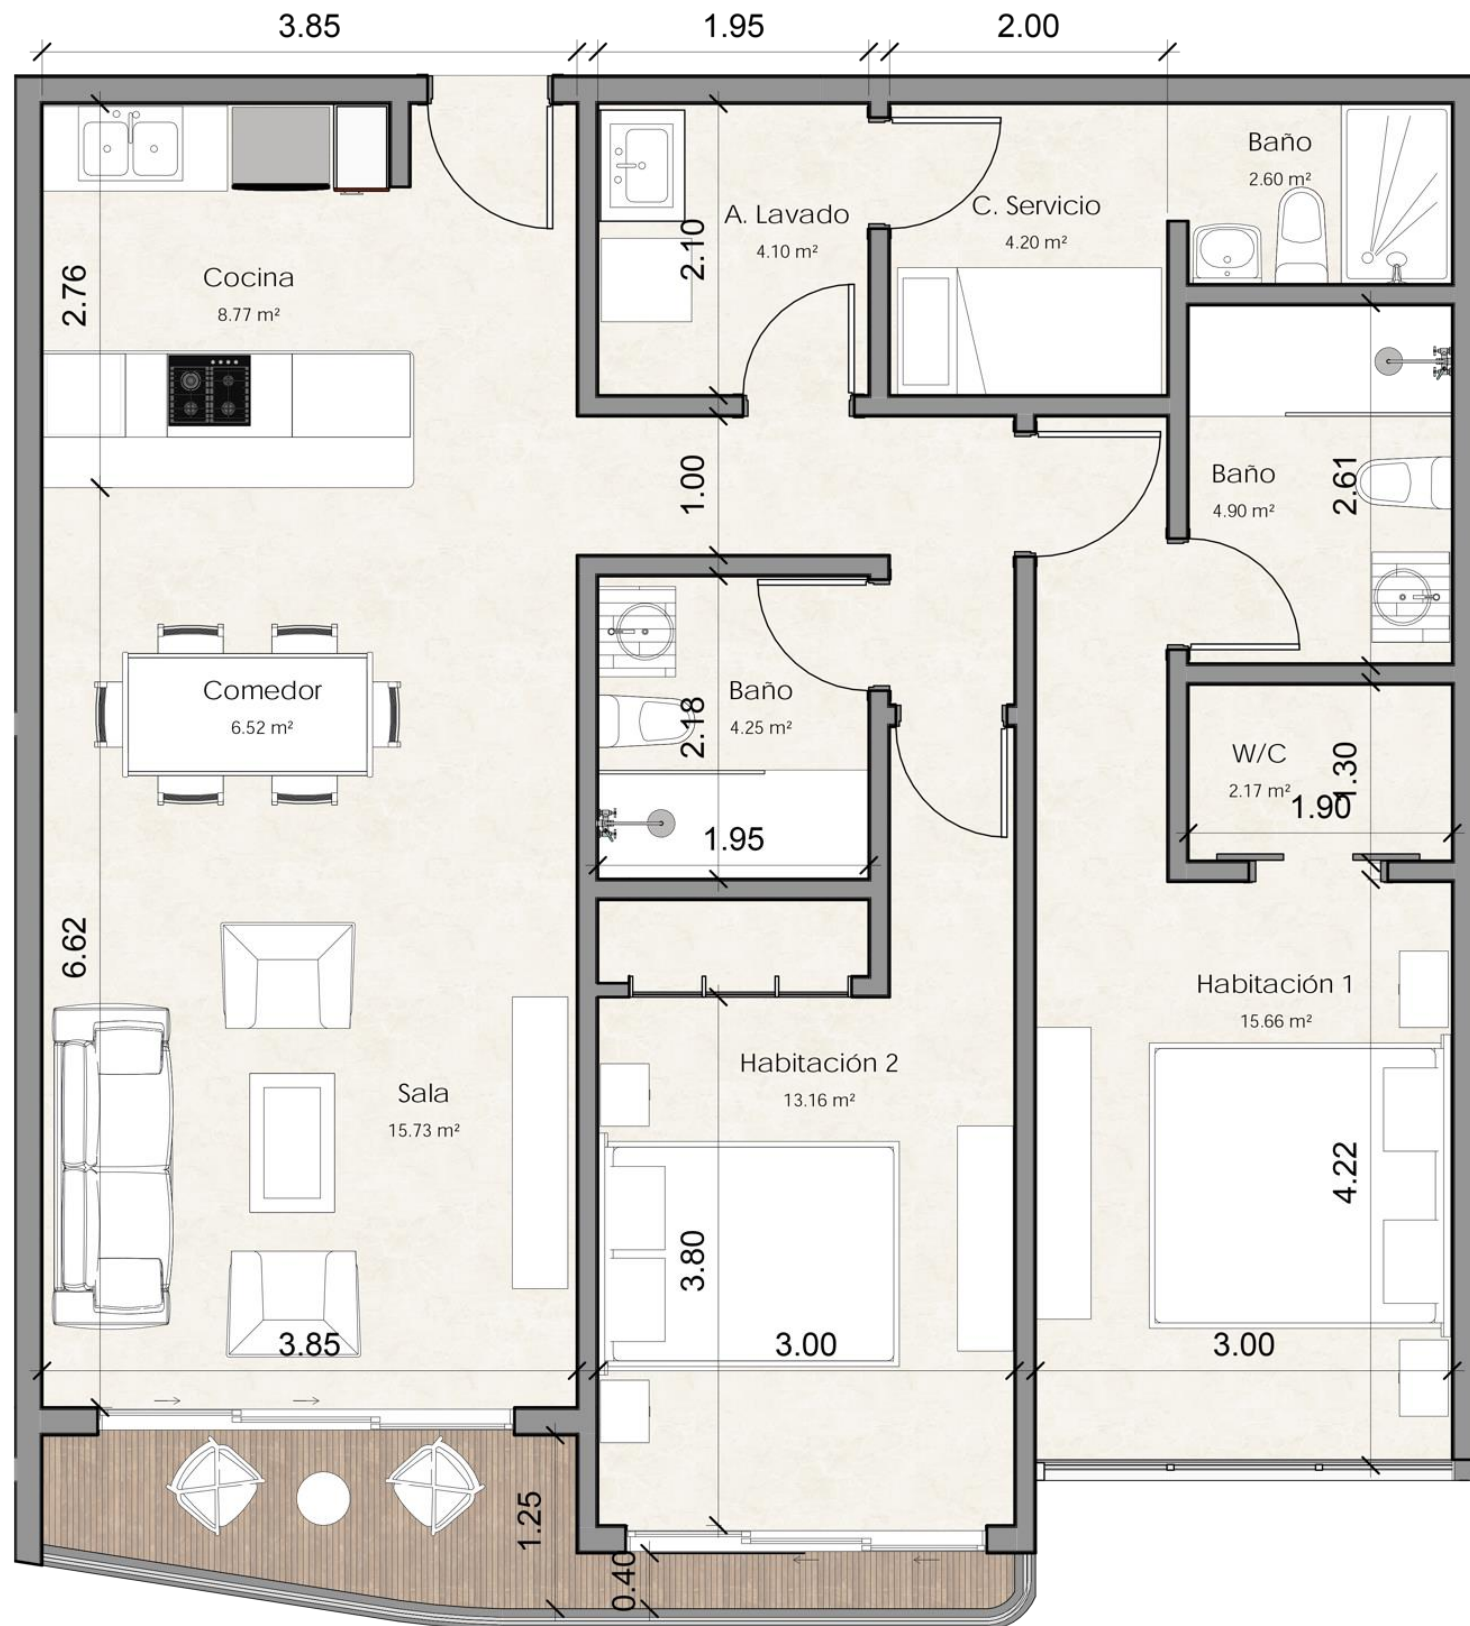 3.85
1.95
2.00
Cocina
8.77 m²
2.76
A. Lavado
4.10 m²
2.10
C. Servicio
4.20 m²
Baño
2.60 m²
1.00
Baño
4.90 m²
2.61
Comedor
6.52 m²
Baño
4.25 m²
2.18
1.95
W/C
2.17 m²
1.30
1.90
6.62
Sala
15.73 m²
3.85
Habitación 2
13.16 m²
3.80
3.00
Habitación 1
15.66 m²
4.22
3.00
1.25
0.40